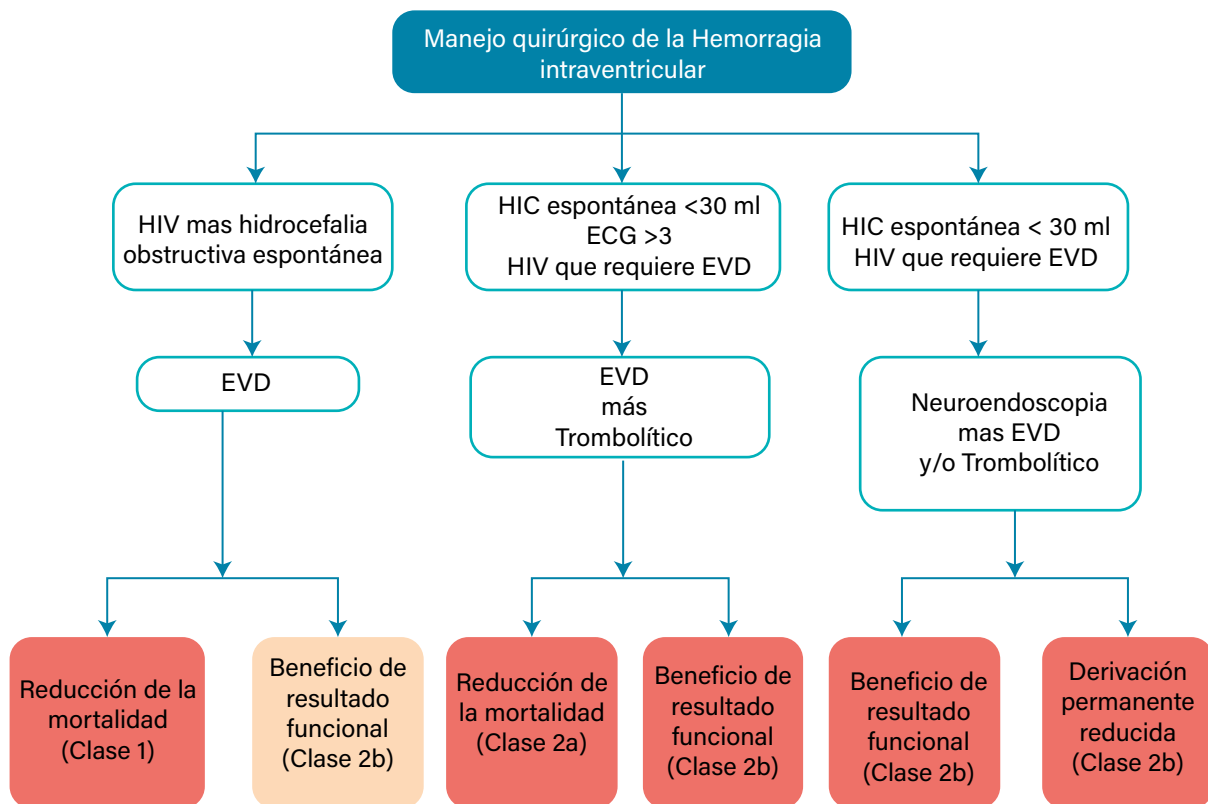 Manejo quirúrgico de la Hemorragia
intraventricular
HIV mas hidrocefalia
obstructiva espontánea
HIC espontánea <30 ml
ECG >3
HIV que requiere EVD
HIC espontánea < 30 ml
HIV que requiere EVD
EVD
EVD
más
Trombolítico
Neuroendoscopia
mas EVD
y/o Trombolítico
Reducción de la
mortalidad
(Clase 1)
Beneficio de
resultado
funcional
(Clase 2b)
Reducción de
la mortalidad
(Clase 2a)
Beneficio de
resultado
funcional
(Clase 2b)
Beneficio de
resultado
funcional
(Clase 2b)
Derivación
permanente
reducida
(Clase 2b)